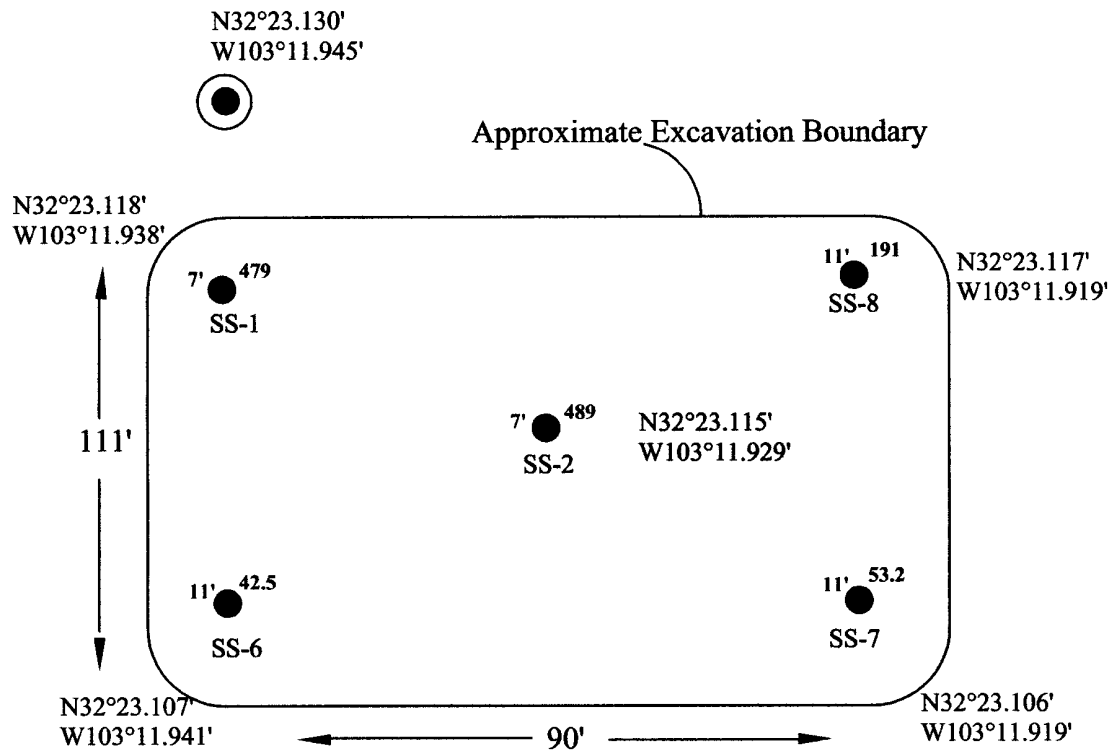 N32°23.130'
W103°11.945'
Approximate Excavation Boundary
N32°23.118'
W103°11.938'
7' 479
SS-1
11' 191
SS-8
N32°23.117'
W103°11.919'
111'
7' 489
SS-2
N32°23.115'
W103°11.929'
11' 42.5
SS-6
11' 53.2
SS-7
N32°23.107'
W103°11.941'
90'
N32°23.106'
W103°11.919'